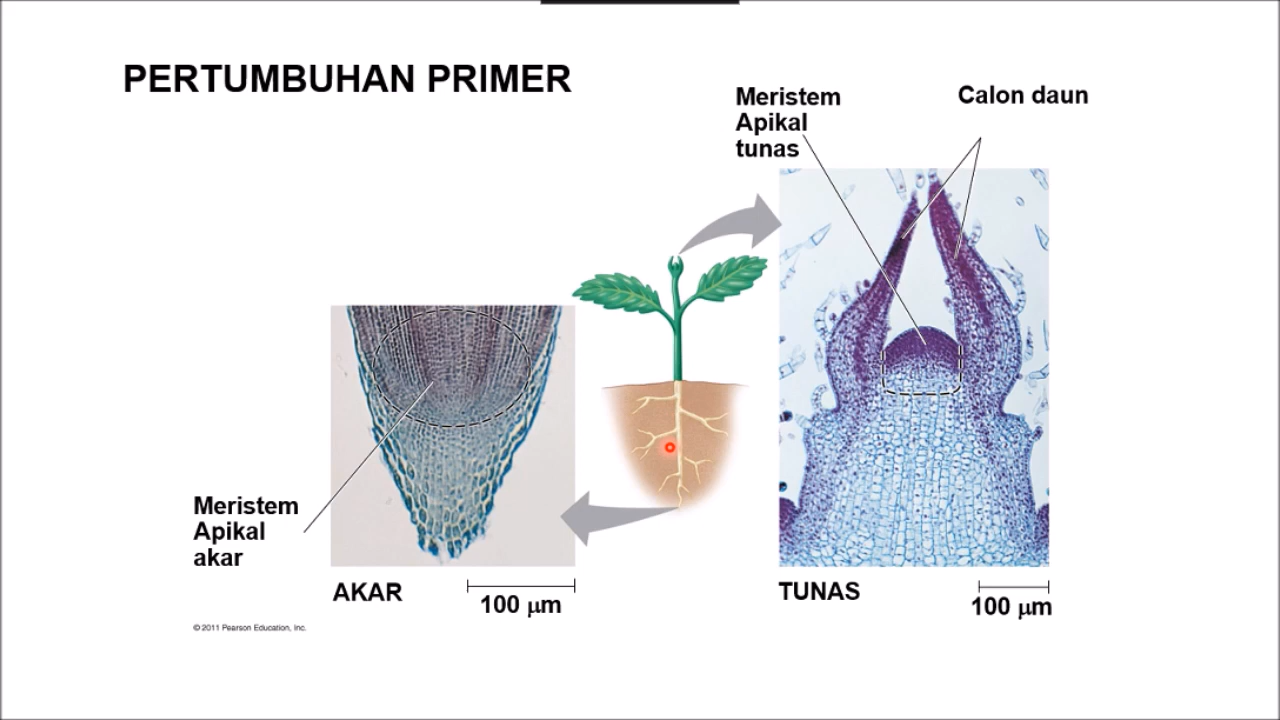 PERTUMBUHAN PRIMER
Meristem
Apikal
tunas
Calon daun
Meristem
Apikal
akar
AKAR
100 μm
TUNAS
100 μm
© 2011 Pearson Education, Inc.